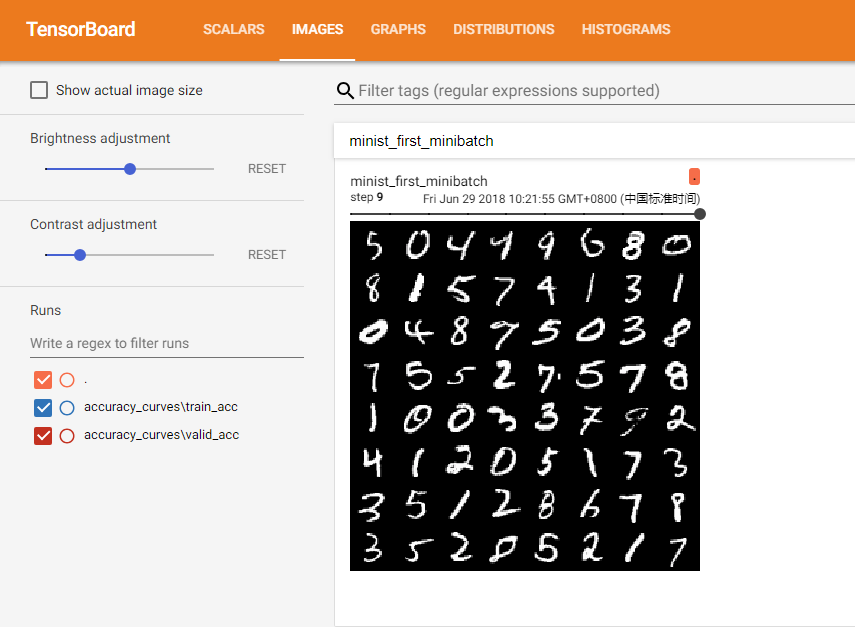 TensorBoard SCALARS IMAGES GRAPHS DISTRIBUTIONS HISTOGRAMS
Show actual image size
Filter tags (regular expressions supported)
Brightness adjustment
RESET
Contrast adjustment
RESET
Runs
Write a regex to filter runs
.
accuracy_curves\train_acc
accuracy_curves\valid_acc
minist_first_minibatch
minist_first_minibatch .
step 9 Fri Jun 29 2018 10:21:55 GMT+0800 (中国标准时间)
5 0 4 9 9 6 8 0
8 1 5 7 4 1 3 1
0 4 8 7 5 0 3 8
7 5 5 2 7 5 7 8
1 0 0 3 3 7 9 2
4 1 2 0 5 1 7 3
3 5 1 2 8 6 7 8
3 5 2 0 5 2 1 7